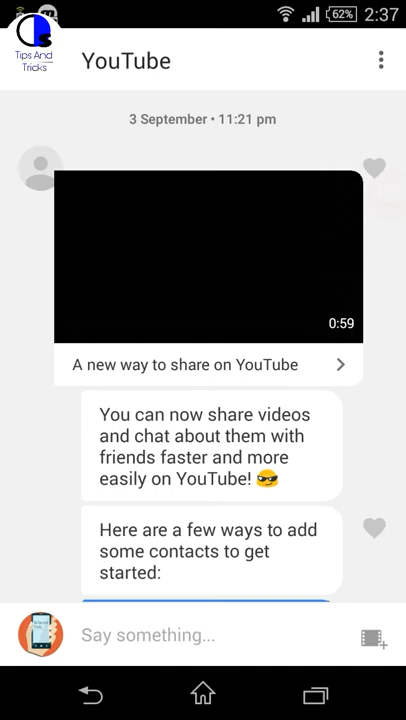 62% 2:37
Tips And
Tricks
YouTube
3 September • 11:21 pm
0:59
A new way to share on YouTube
You can now share videos
and chat about them with
friends faster and more
easily on YouTube! 😎
Here are a few ways to add
some contacts to get
started:
Say something...